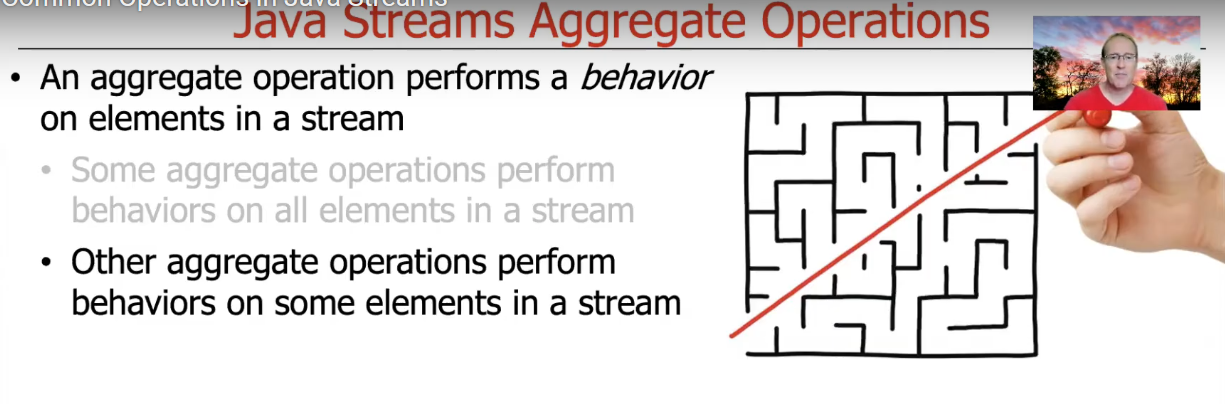 Common Operations in Java Streams
Java Streams Aggregate Operations
• An aggregate operation performs a behavior
on elements in a stream
• Some aggregate operations perform
behaviors on all elements in a stream
• Other aggregate operations perform
behaviors on some elements in a stream